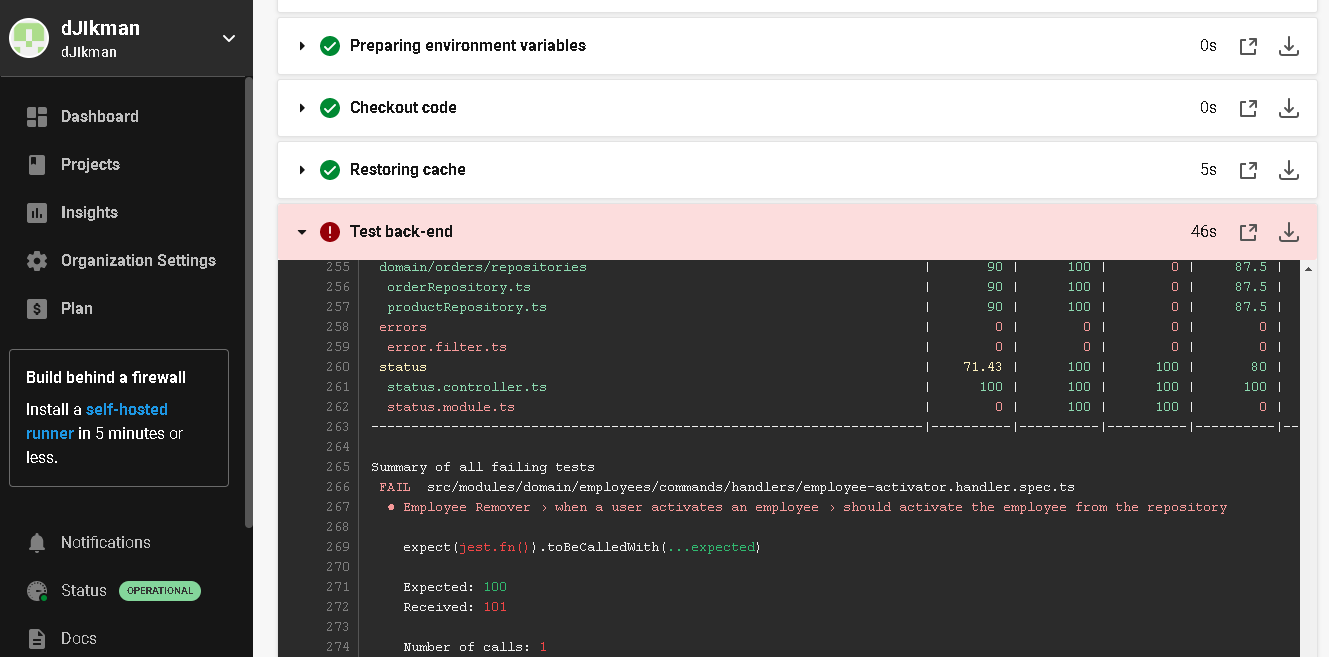 dJIkman
dJIkman
Dashboard
Projects
Insights
Organization Settings
Plan
Build behind a firewall
Install a self-hosted
runner in 5 minutes or
less.
Notifications
Status OPERATIONAL
Docs
Preparing environment variables 0s
Checkout code 0s
Restoring cache 5s
Test back-end 46s
255 domain/orders/repositories | 90 | 100 | 0 | 87.5 |
256 orderRepository.ts | 90 | 100 | 0 | 87.5 |
257 productRepository.ts | 90 | 100 | 0 | 87.5 |
258 errors | 0 | 0 | 0 | 0 |
259 error.filter.ts | 0 | 0 | 0 | 0 |
260 status | 71.43 | 100 | 100 | 80 |
261 status.controller.ts | 100 | 100 | 100 | 100 |
262 status.module.ts | 0 | 100 | 100 | 0 |
263 ---------------------------------------------------------------------|----------|----------|----------|----------|--
264
265 Summary of all failing tests
266 FAIL src/modules/domain/employees/commands/handlers/employee-activator.handler.spec.ts
267 ● Employee Remover › when a user activates an employee › should activate the employee from the repository
268
269 expect(jest.fn()).toBeCalledWith(...expected)
270
271 Expected: 100
272 Received: 101
273
274 Number of calls: 1